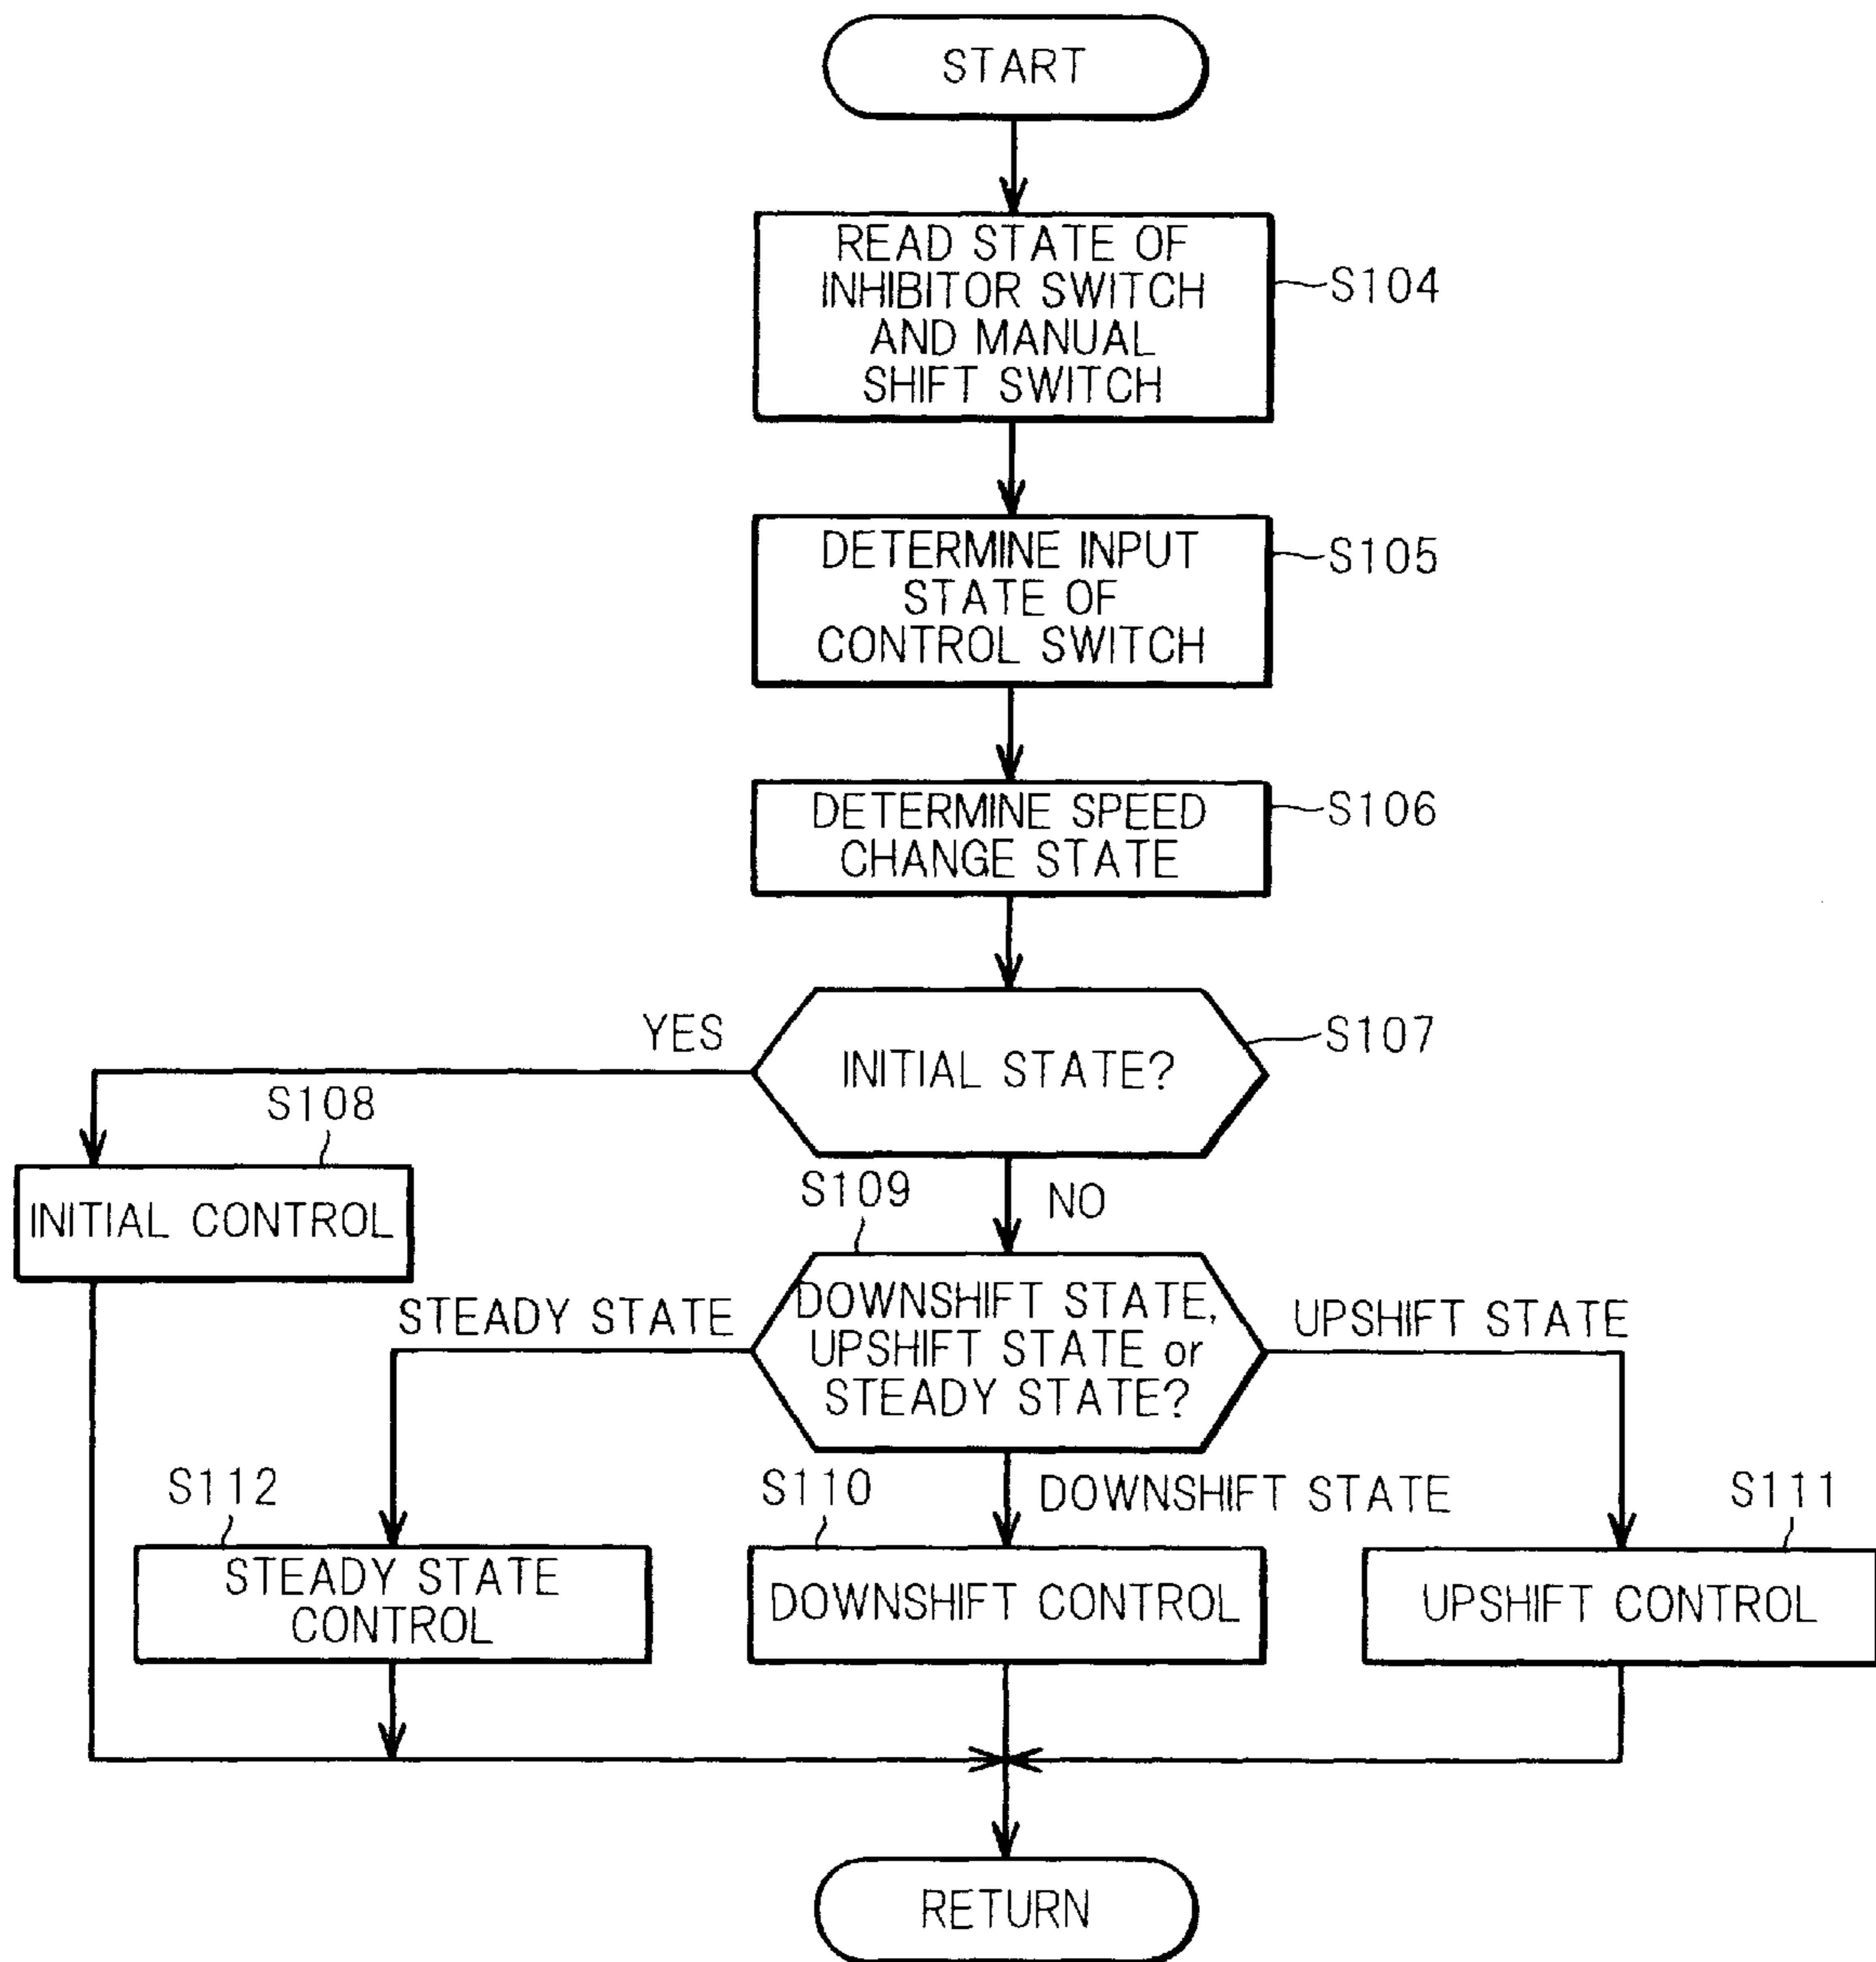 START
READ STATE OF
INHIBITOR SWITCH
AND MANUAL
SHIFT SWITCH
S104
DETERMINE INPUT
STATE OF
CONTROL SWITCH
S105
DETERMINE SPEED
CHANGE STATE
S106
INITIAL STATE?
S107
YES
S108
INITIAL CONTROL
NO
S109
DOWNSHIFT STATE,
UPSHIFT STATE or
STEADY STATE?
STEADY STATE
UPSHIFT STATE
DOWNSHIFT STATE
S112
STEADY STATE
CONTROL
S110
DOWNSHIFT CONTROL
S111
UPSHIFT CONTROL
RETURN